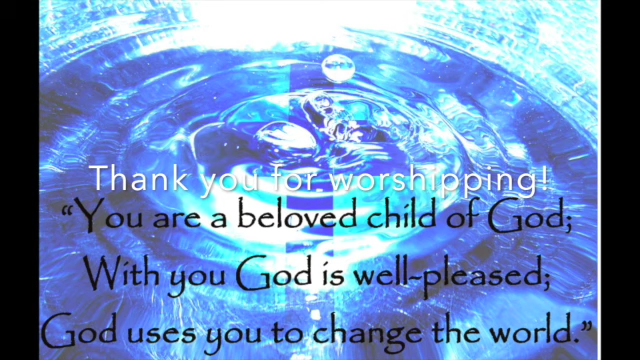 Thank you for worshipping!
“You are a beloved child of God;
With you God is well-pleased;
God uses you to change the world.”